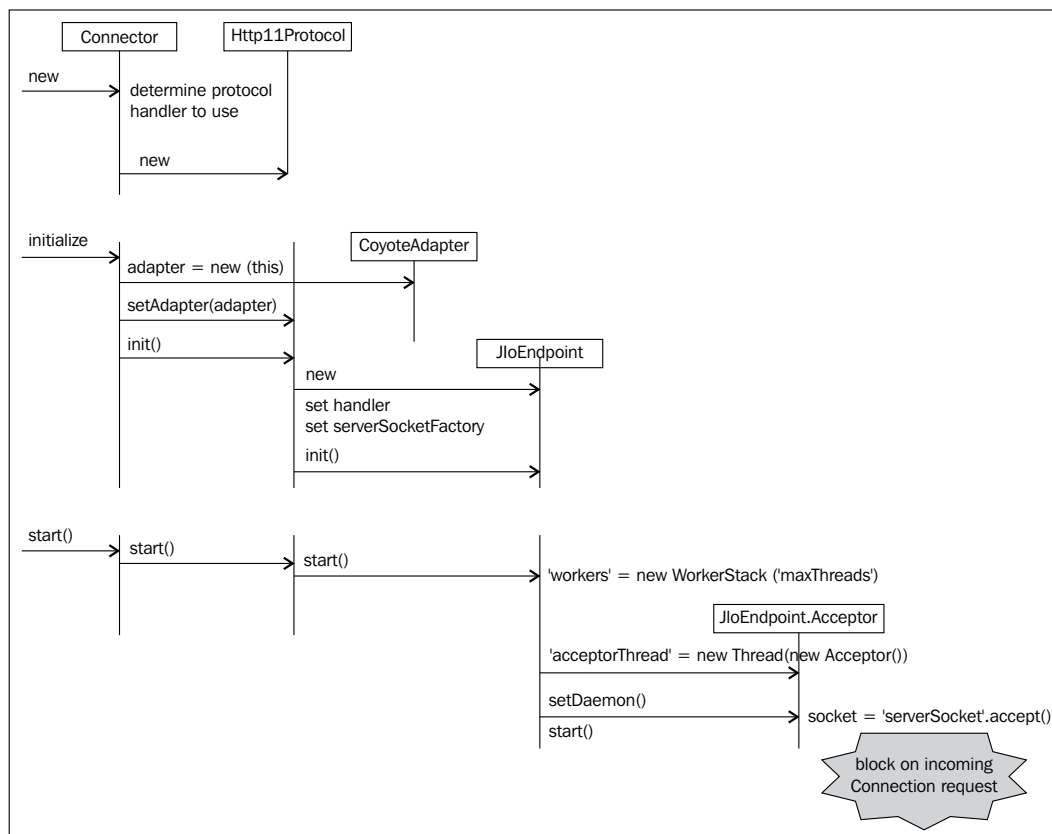 Connector
Http11Protocol
new
determine protocol
handler to use
new
initialize
CoyoteAdapter
adapter = new (this)
setAdapter(adapter)
init()
JIoEndpoint
new
set handler
set serverSocketFactory
init()
start()
start()
start()
'workers' = new WorkerStack ('maxThreads')
JIoEndpoint.Acceptor
'acceptorThread' = new Thread(new Acceptor())
setDaemon()
socket = 'serverSocket'.accept()
start()
block on incoming
Connection request